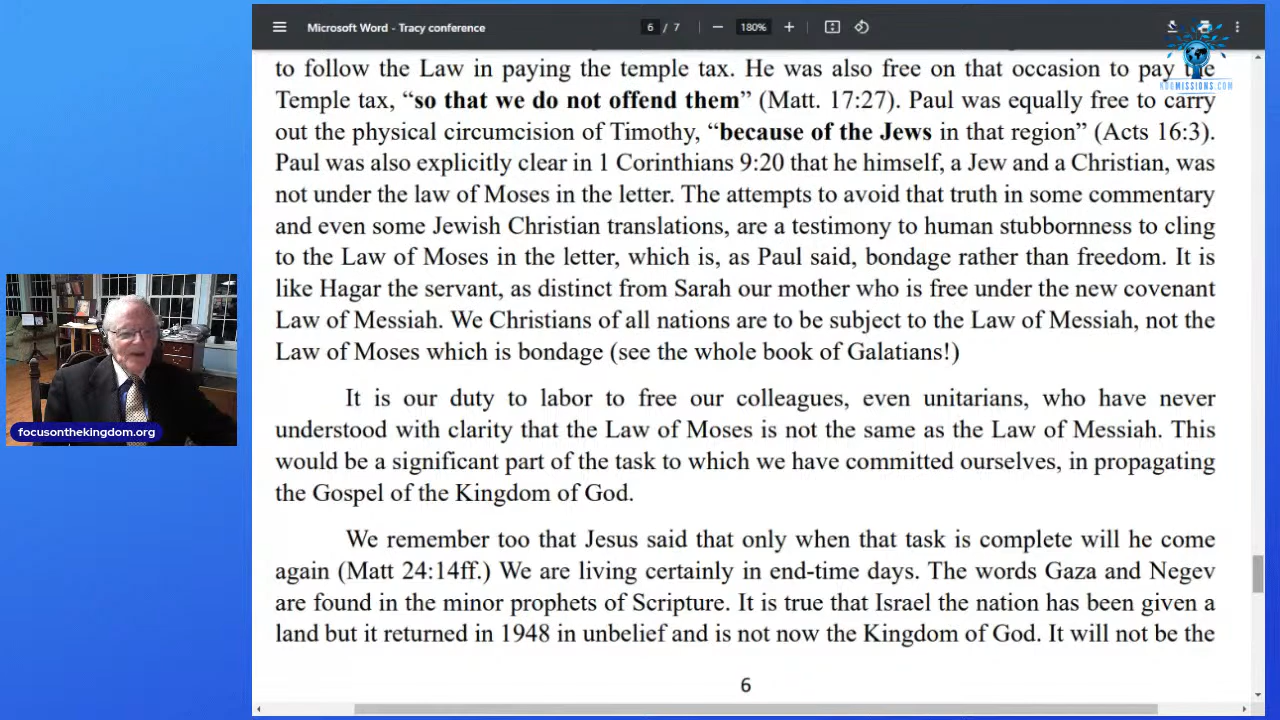 Microsoft Word - Tracy conference
6 / 7
180%
to follow the Law in paying the temple tax. He was also free on that occasion to pay the
Temple tax, “so that we do not offend them” (Matt. 17:27). Paul was equally free to carry
out the physical circumcision of Timothy, “because of the Jews in that region” (Acts 16:3).
Paul was also explicitly clear in 1 Corinthians 9:20 that he himself, a Jew and a Christian, was
not under the law of Moses in the letter. The attempts to avoid that truth in some commentary
and even some Jewish Christian translations, are a testimony to human stubbornness to cling
to the Law of Moses in the letter, which is, as Paul said, bondage rather than freedom. It is
like Hagar the servant, as distinct from Sarah our mother who is free under the new covenant
Law of Messiah. We Christians of all nations are to be subject to the Law of Messiah, not the
Law of Moses which is bondage (see the whole book of Galatians!)
It is our duty to labor to free our colleagues, even unitarians, who have never
understood with clarity that the Law of Moses is not the same as the Law of Messiah. This
would be a significant part of the task to which we have committed ourselves, in propagating
the Gospel of the Kingdom of God.
We remember too that Jesus said that only when that task is complete will he come
again (Matt 24:14ff.) We are living certainly in end-time days. The words Gaza and Negev
are found in the minor prophets of Scripture. It is true that Israel the nation has been given a
land but it returned in 1948 in unbelief and is not now the Kingdom of God. It will not be the
6
focusonthekingdom.org